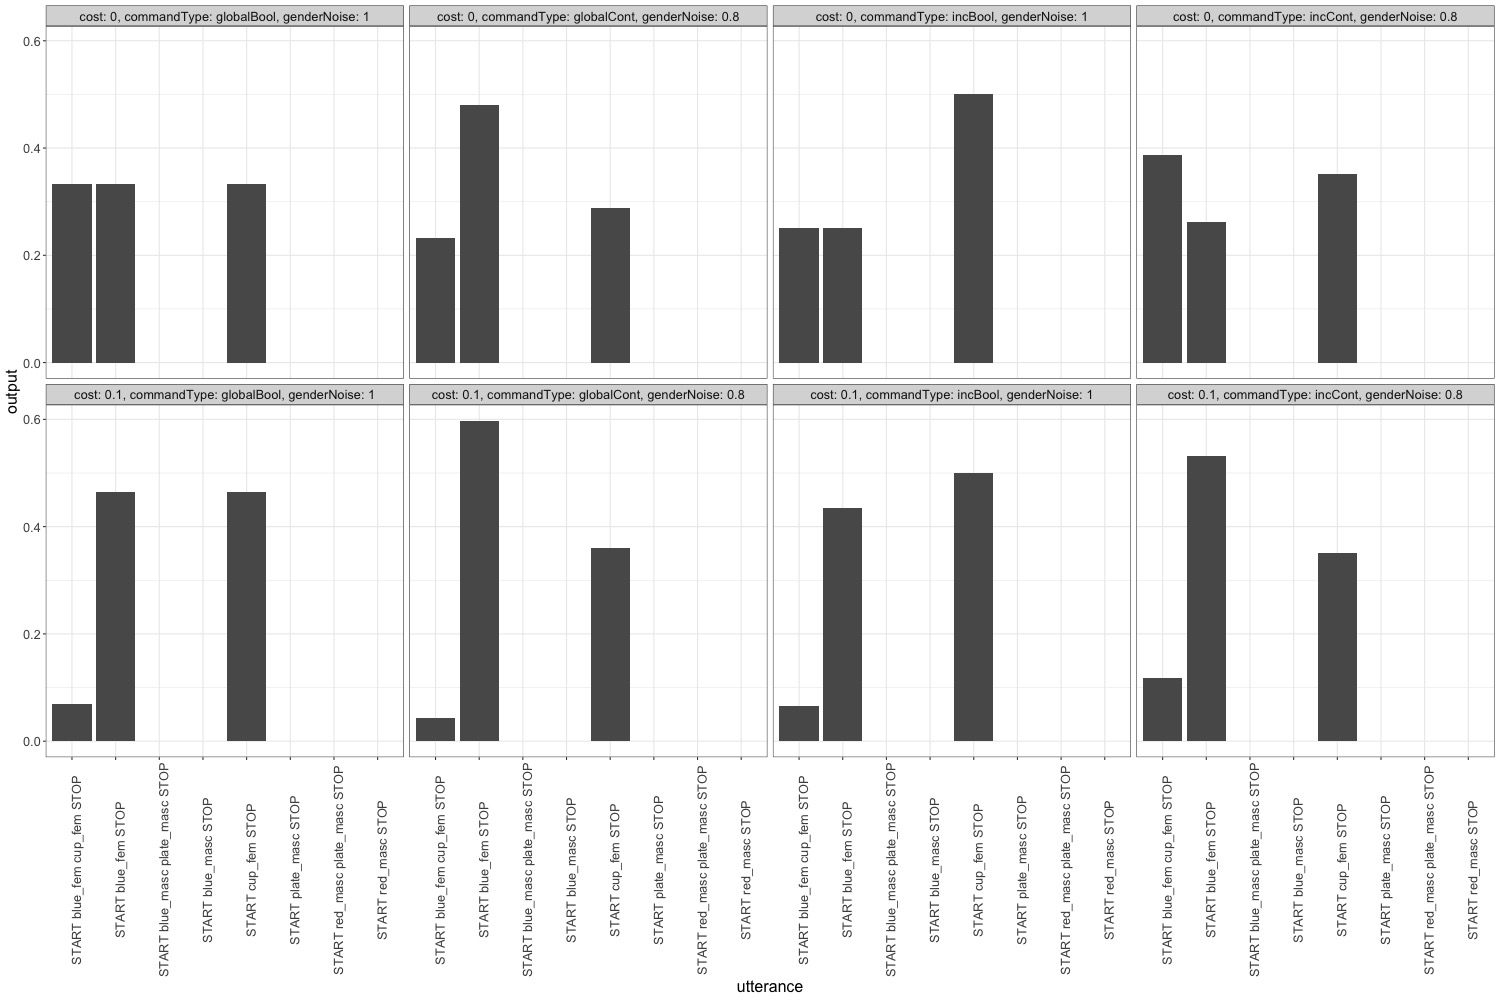 cost: 0, commandType: globalBool, genderNoise: 1
cost: 0, commandType: globalCont, genderNoise: 0.8
cost: 0, commandType: incBool, genderNoise: 1
cost: 0, commandType: incCont, genderNoise: 0.8
0.6
0.4
0.2
0.0
output
cost: 0.1, commandType: globalBool, genderNoise: 1
cost: 0.1, commandType: globalCont, genderNoise: 0.8
cost: 0.1, commandType: incBool, genderNoise: 1
cost: 0.1, commandType: incCont, genderNoise: 0.8
0.6
0.4
0.2
0.0
START blue_fem cup_fem STOP
START blue_fem STOP
START blue_masc plate_masc STOP
START blue_masc STOP
START cup_fem STOP
START plate_masc STOP
START red_masc plate_masc STOP
START red_masc STOP
START blue_fem cup_fem STOP
START blue_fem STOP
START blue_masc plate_masc STOP
START blue_masc STOP
START cup_fem STOP
START plate_masc STOP
START red_masc plate_masc STOP
START red_masc STOP
START blue_fem cup_fem STOP
START blue_fem STOP
START blue_masc plate_masc STOP
START blue_masc STOP
START cup_fem STOP
START plate_masc STOP
START red_masc plate_masc STOP
START red_masc STOP
START blue_fem cup_fem STOP
START blue_fem STOP
START blue_masc plate_masc STOP
START blue_masc STOP
START cup_fem STOP
START plate_masc STOP
START red_masc plate_masc STOP
START red_masc STOP
utterance